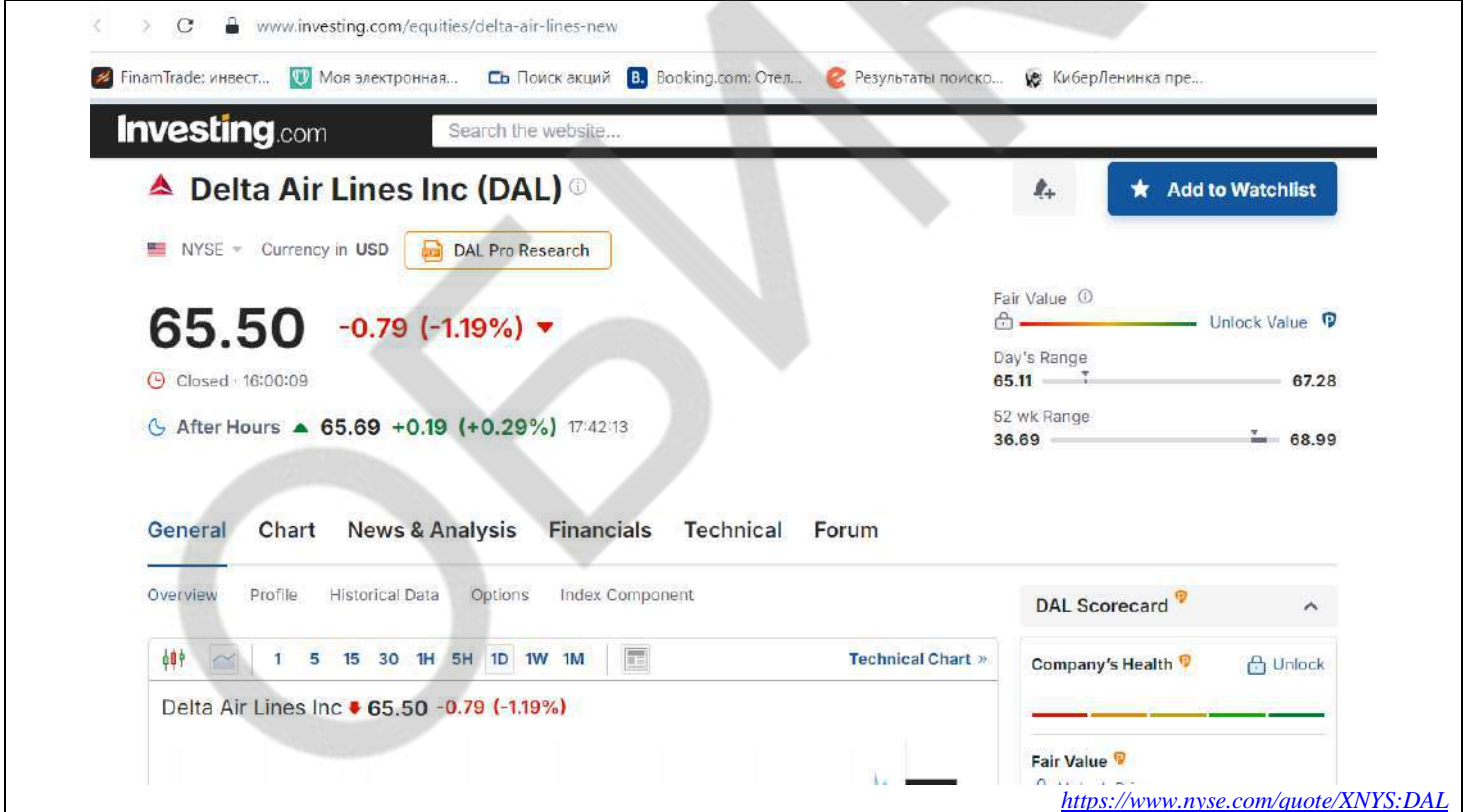 www.investing.com/equities/delta-air-lines-new
FinamTrade: инвест... Моя электронная... Сь Поиск акций B. Booking.com: Отел... Результаты поиско... КиберЛенинка пре...
Investing.com Search the website...
Delta Air Lines Inc (DAL) Add to Watchlist
NYSE Currency in USD DAL Pro Research
65.50 -0.79 (-1.19%)
Closed · 16:00:09
After Hours 65.69 +0.19 (+0.29%) 17:42:13
Fair Value
Unlock Value
Day's Range
65.11 67.28
52 wk Range
36.69 68.99
General Chart News & Analysis Financials Technical Forum
Overview Profile Historical Data Options Index Component
1 5 15 30 1H 5H 1D 1W 1M Technical Chart »
Delta Air Lines Inc 65.50 -0.79 (-1.19%)
DAL Scorecard
Company's Health Unlock
Fair Value
https://www.nyse.com/quote/XNYS:DAL